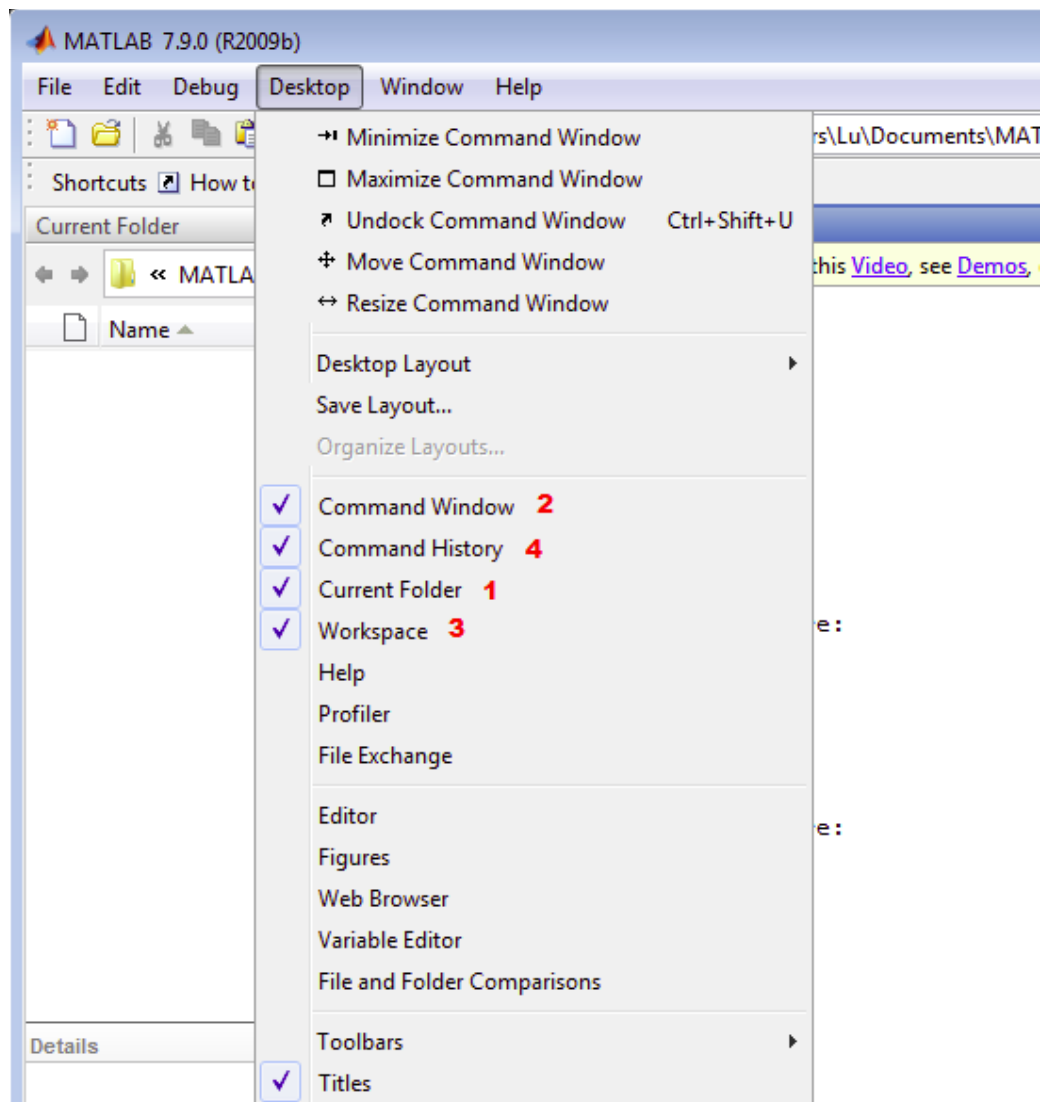 MATLAB 7.9.0 (R2009b)
File Edit Debug Desktop Window Help
Minimize Command Window
rs\Lu\Documents\MAT
Maximize Command Window
Shortcuts How t
Undock Command Window Ctrl+Shift+U
Current Folder
Move Command Window
this Video, see Demos,
« MATLA
Resize Command Window
Name
Desktop Layout
Save Layout...
Organize Layouts...
Command Window 2
Command History 4
Current Folder 1
Workspace 3
e:
Help
Profiler
File Exchange
Editor
e:
Figures
Web Browser
Variable Editor
File and Folder Comparisons
Toolbars
Details
Titles